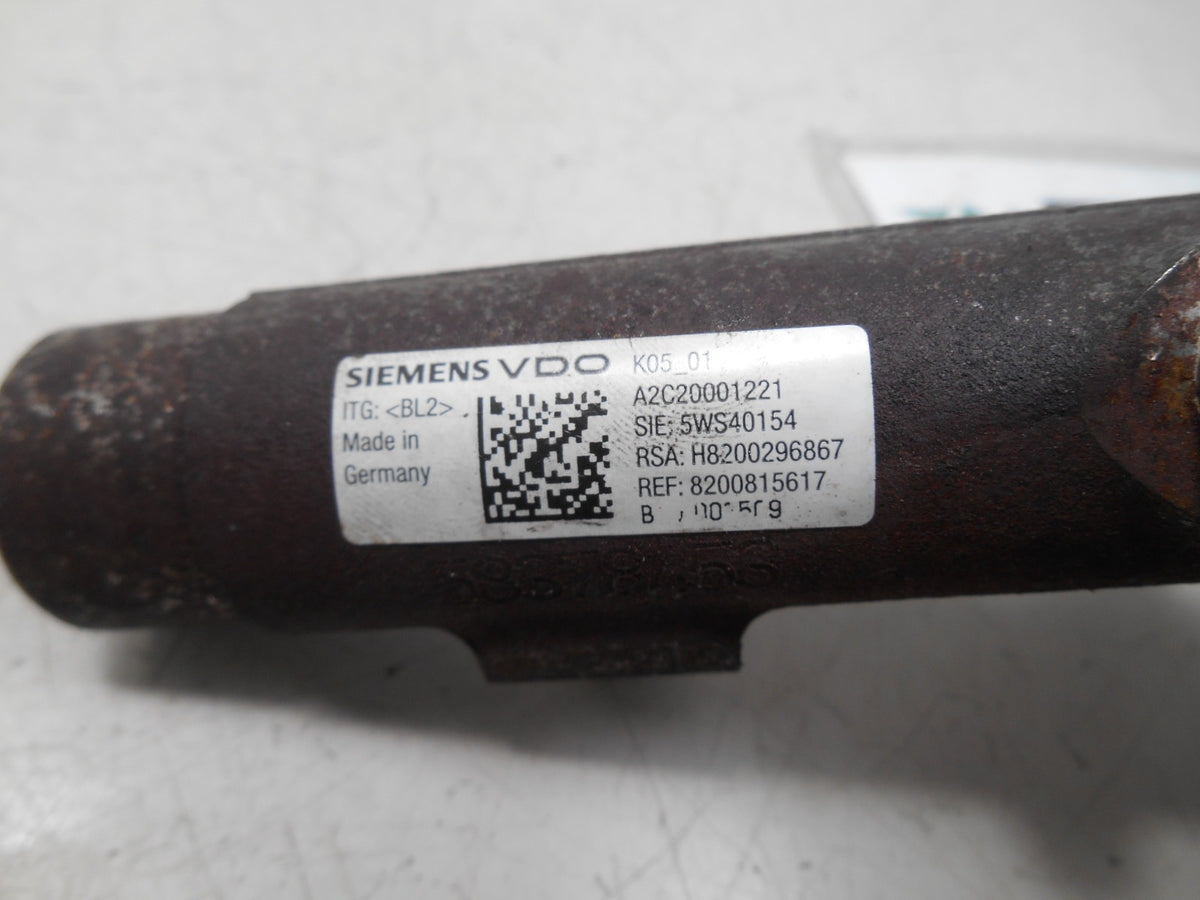 SIEMENS VDO
ITG: <BL2>
Made in
Germany
K05_01
A2C20001221
SIE: 5WS40154
RSA: H8200296867
REF: 8200815617